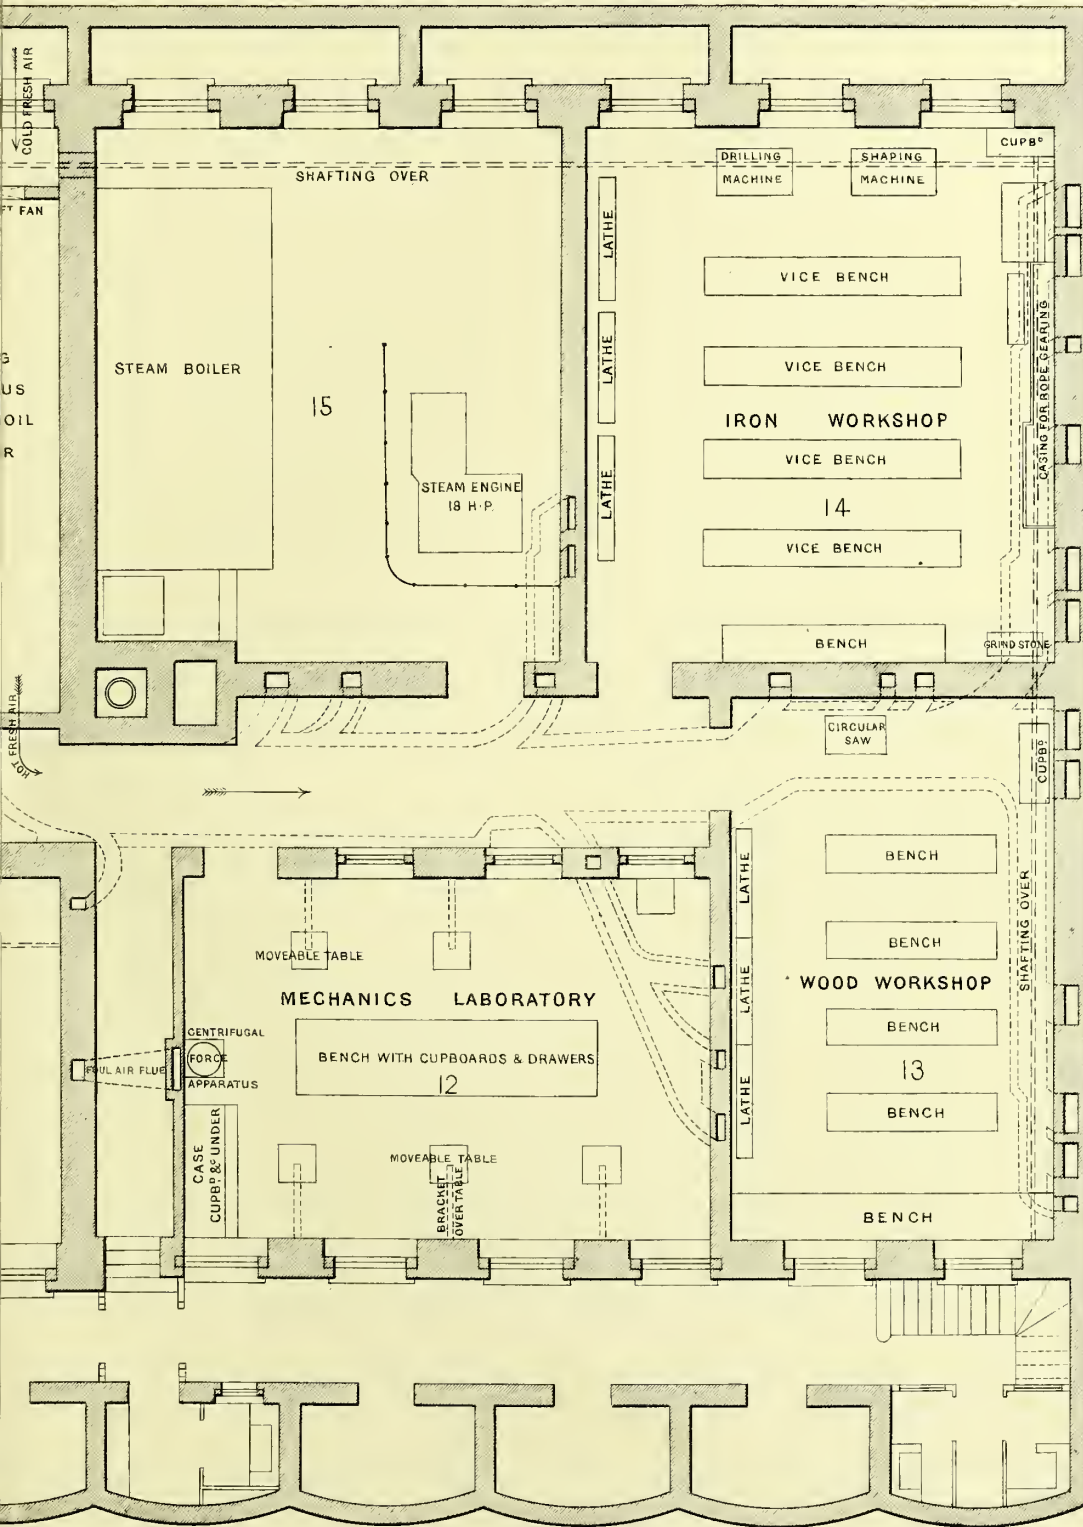 COLD FRESH AIR
FT FAN
G
US
OIL
R
HOT FRESH AIR
SHAFTING OVER
STEAM BOILER
15
STEAM ENGINE
18 H.P.
LATHE
LATHE
LATHE
DRILLING
MACHINE
SHAPING
MACHINE
CUPBD
VICE BENCH
VICE BENCH
IRON WORKSHOP
VICE BENCH
14
VICE BENCH
CASING FOR ROPE GEARING
BENCH
GRINDSTONE
CIRCULAR
SAW
CUPBD
LATHE
LATHE
LATHE
BENCH
BENCH
WOOD WORKSHOP
BENCH
13
BENCH
SHAFTING OVER
BENCH
MOVEABLE TABLE
MECHANICS LABORATORY
CENTRIFUGAL
FORCE
APPARATUS
FOUL AIR FLUE
BENCH WITH CUPBOARDS & DRAWERS
12
CASE
CUPBD &C UNDER
MOVEABLE TABLE
BRACKET
OVER TABLE